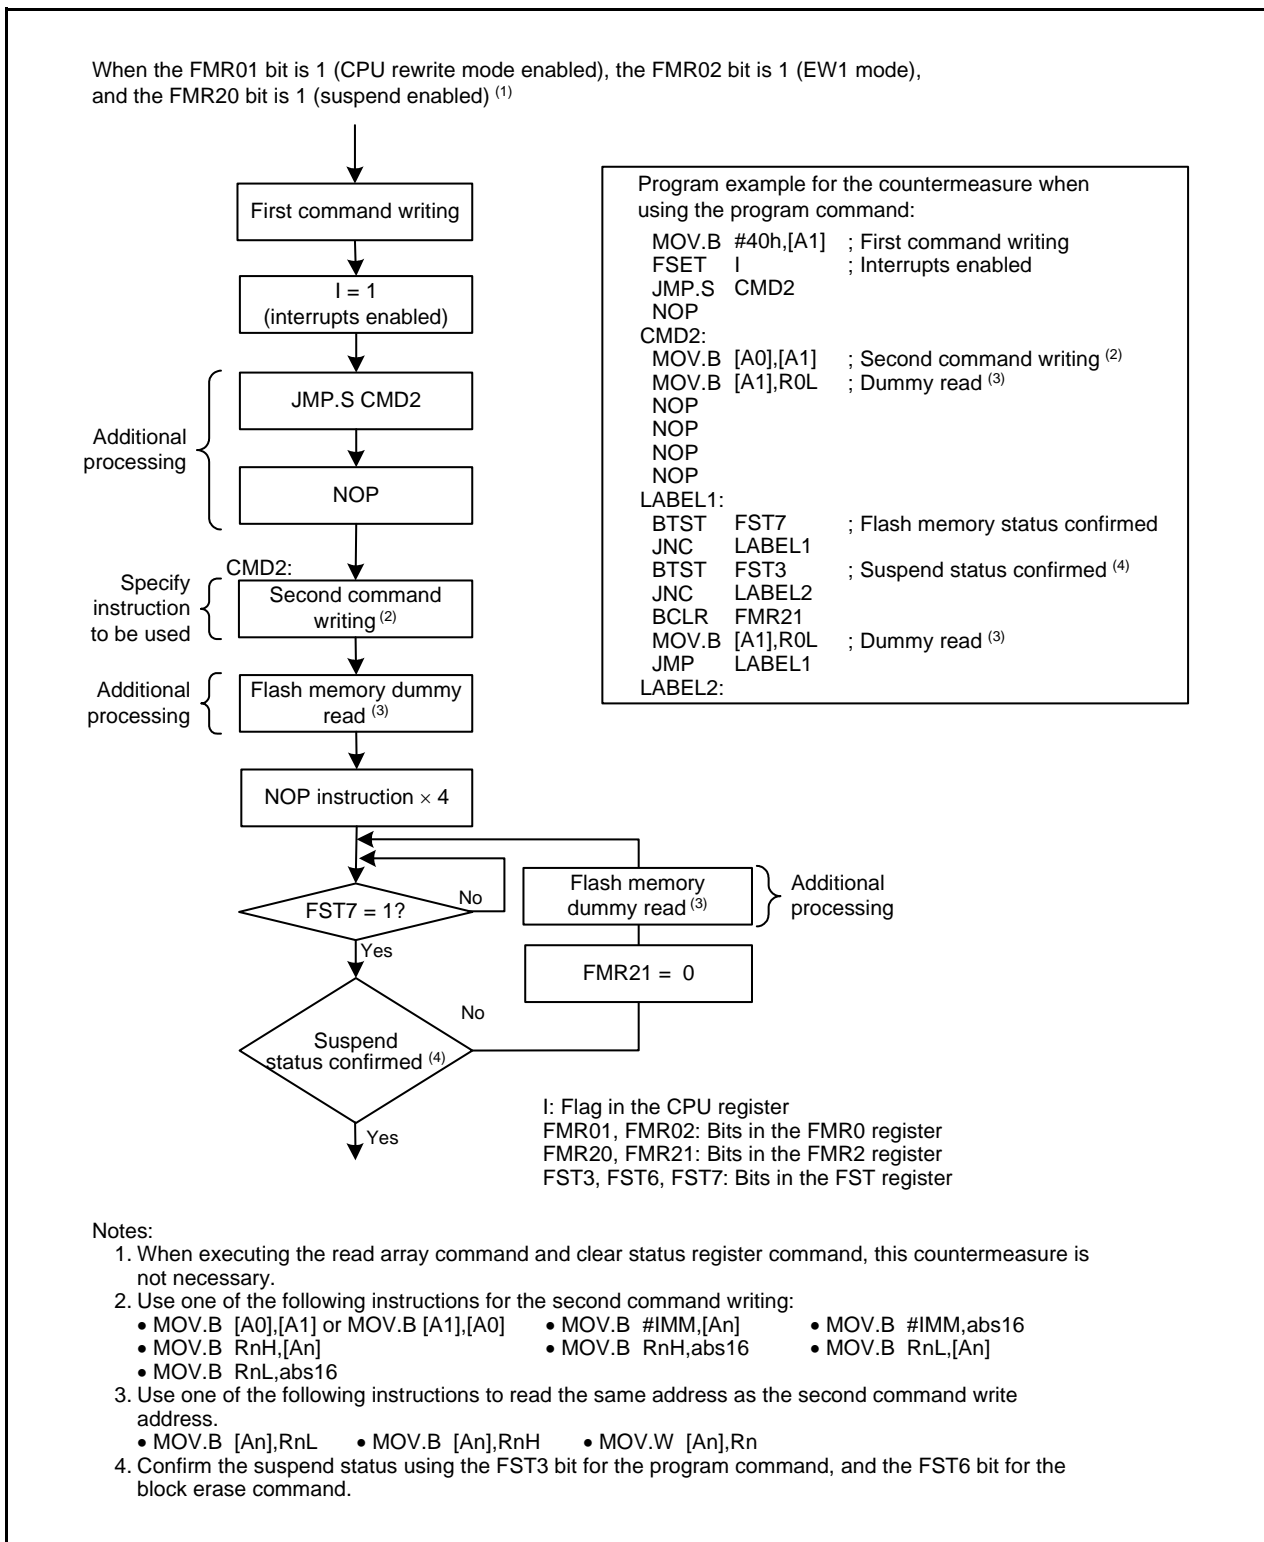 When the FMR01 bit is 1 (CPU rewrite mode enabled), the FMR02 bit is 1 (EW1 mode),
and the FMR20 bit is 1 (suspend enabled) (1)
First command writing
I = 1
(interrupts enabled)
Additional
processing
JMP.S CMD2
NOP
CMD2:
Specify
instruction
to be used
Second command
writing (2)
Additional
processing
Flash memory dummy
read (3)
NOP instruction × 4
FST7 = 1?
No
Yes
Flash memory
dummy read (3)
Additional
processing
FMR21 = 0
Suspend
status confirmed (4)
No
Yes
Program example for the countermeasure when
using the program command:
MOV.B #40h,[A1] ; First command writing
FSET I ; Interrupts enabled
JMP.S CMD2
NOP
CMD2:
MOV.B [A0],[A1] ; Second command writing (2)
MOV.B [A1],R0L ; Dummy read (3)
NOP
NOP
NOP
NOP
LABEL1:
BTST FST7 ; Flash memory status confirmed
JNC LABEL1
BTST FST3 ; Suspend status confirmed (4)
JNC LABEL2
BCLR FMR21
MOV.B [A1],R0L ; Dummy read (3)
JMP LABEL1
LABEL2:
I: Flag in the CPU register
FMR01, FMR02: Bits in the FMR0 register
FMR20, FMR21: Bits in the FMR2 register
FST3, FST6, FST7: Bits in the FST register
Notes:
1. When executing the read array command and clear status register command, this countermeasure is
not necessary.
2. Use one of the following instructions for the second command writing:
• MOV.B [A0],[A1] or MOV.B [A1],[A0] • MOV.B #IMM,[An] • MOV.B #IMM,abs16
• MOV.B RnH,[An] • MOV.B RnH,abs16 • MOV.B RnL,[An]
• MOV.B RnL,abs16
3. Use one of the following instructions to read the same address as the second command write
address.
• MOV.B [An],RnL • MOV.B [An],RnH • MOV.W [An],Rn
4. Confirm the suspend status using the FST3 bit for the program command, and the FST6 bit for the
block erase command.